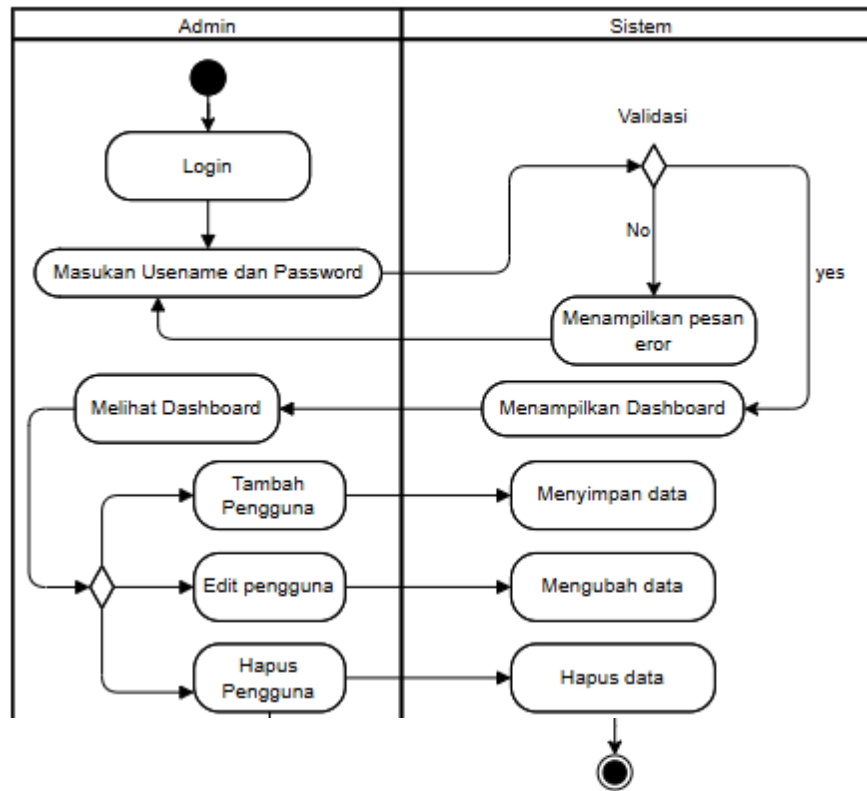 Admin
Sistem
Login
Validasi
Masukan Usename dan Password
No
yes
Menampilkan pesan
eror
Melihat Dashboard
Menampilkan Dashboard
Tambah
Pengguna
Menyimpan data
Edit pengguna
Mengubah data
Hapus
Pengguna
Hapus data